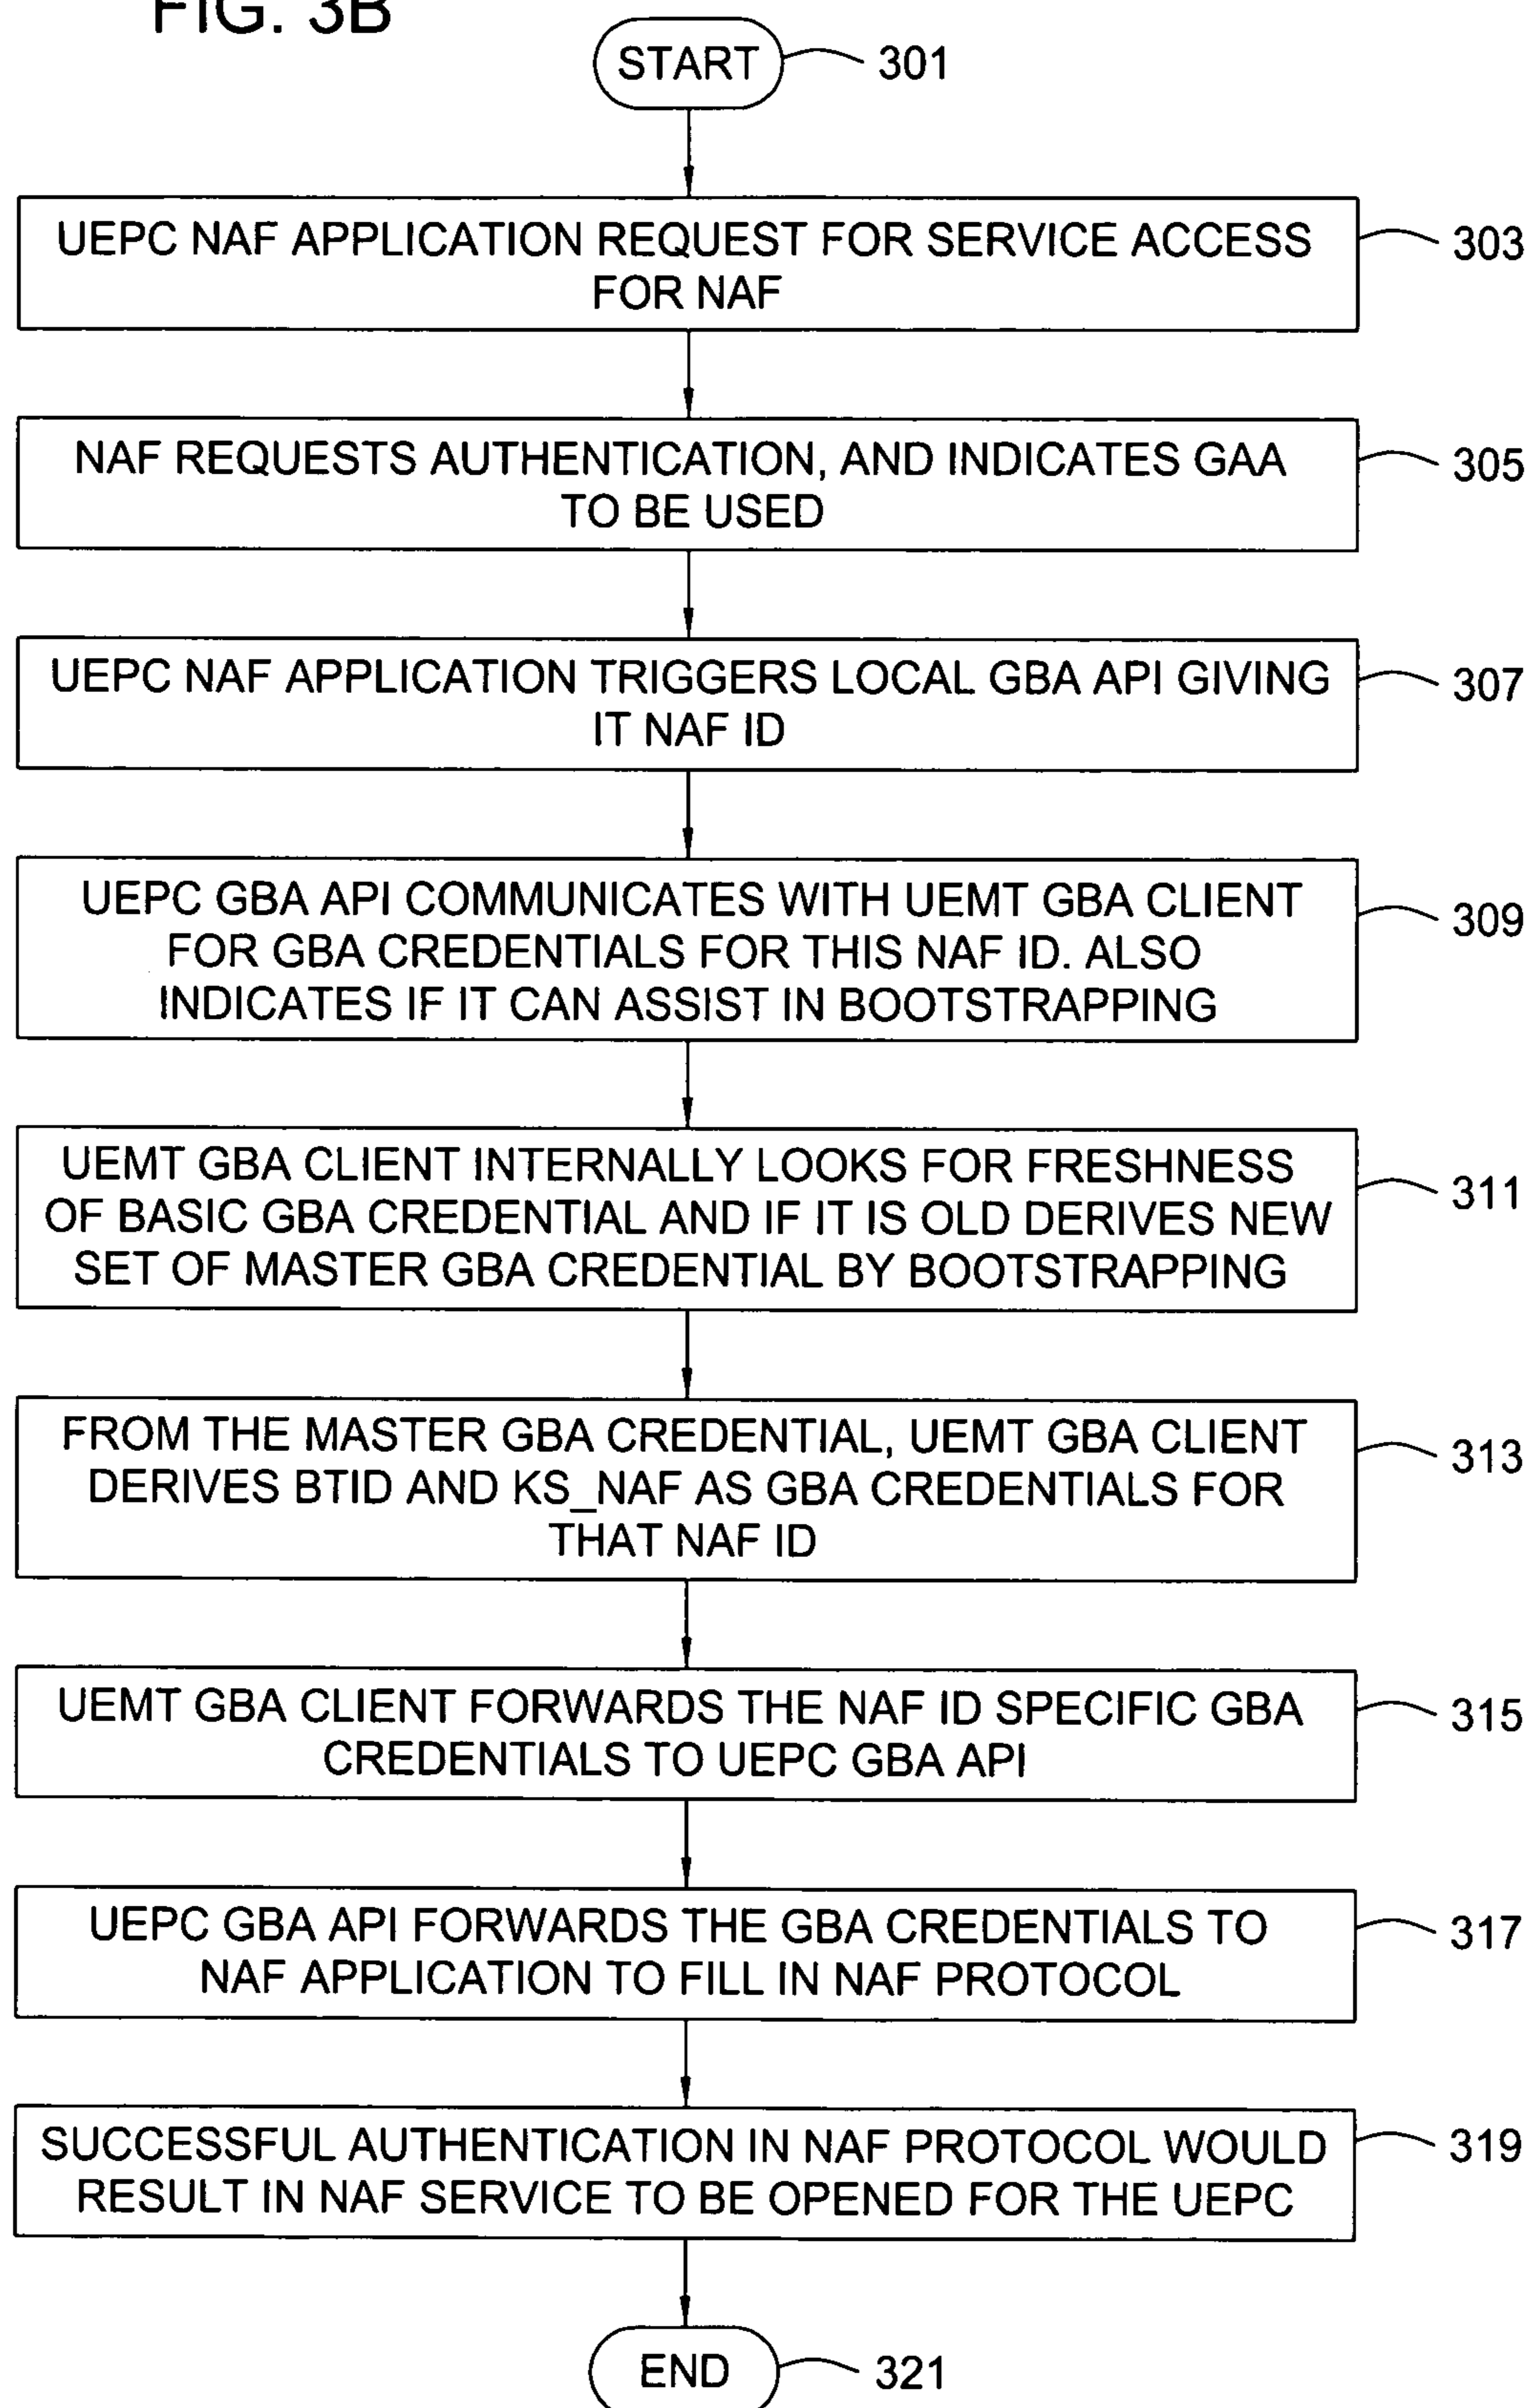 FIG. 3B
START
301
UEPC NAF APPLICATION REQUEST FOR SERVICE ACCESS
FOR NAF
303
NAF REQUESTS AUTHENTICATION, AND INDICATES GAA
TO BE USED
305
UEPC NAF APPLICATION TRIGGERS LOCAL GBA API GIVING
IT NAF ID
307
UEPC GBA API COMMUNICATES WITH UEMT GBA CLIENT
FOR GBA CREDENTIALS FOR THIS NAF ID. ALSO
INDICATES IF IT CAN ASSIST IN BOOTSTRAPPING
309
UEMT GBA CLIENT INTERNALLY LOOKS FOR FRESHNESS
OF BASIC GBA CREDENTIAL AND IF IT IS OLD DERIVES NEW
SET OF MASTER GBA CREDENTIAL BY BOOTSTRAPPING
311
FROM THE MASTER GBA CREDENTIAL, UEMT GBA CLIENT
DERIVES BTID AND KS_NAF AS GBA CREDENTIALS FOR
THAT NAF ID
313
UEMT GBA CLIENT FORWARDS THE NAF ID SPECIFIC GBA
CREDENTIALS TO UEPC GBA API
315
UEPC GBA API FORWARDS THE GBA CREDENTIALS TO
NAF APPLICATION TO FILL IN NAF PROTOCOL
317
SUCCESSFUL AUTHENTICATION IN NAF PROTOCOL WOULD
RESULT IN NAF SERVICE TO BE OPENED FOR THE UEPC
319
END
321